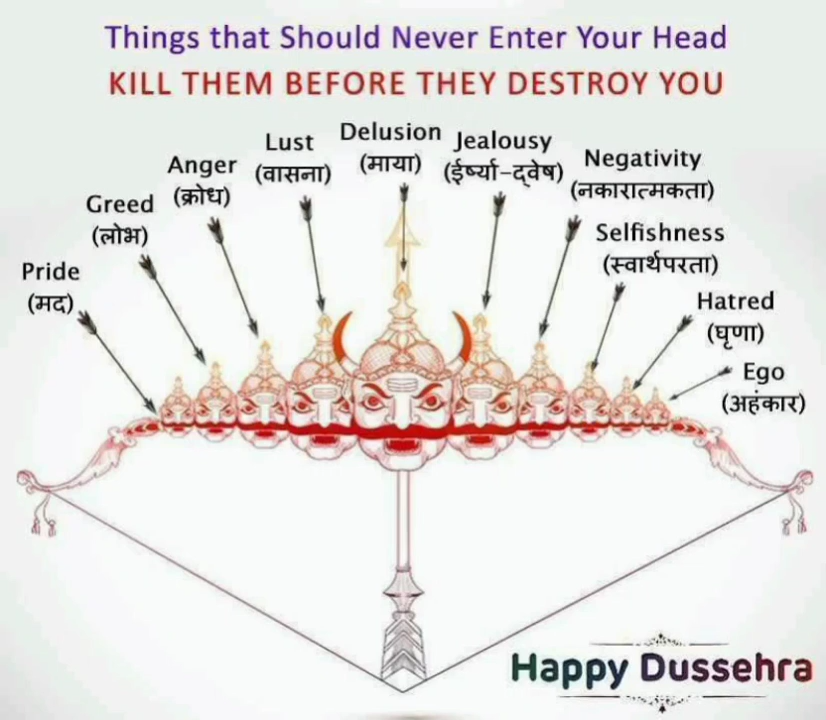 Things that Should Never Enter Your Head
KILL THEM BEFORE THEY DESTROY YOU
Pride
(मद)
Greed
(लोभ)
Anger
(क्रोध)
Lust
(वासना)
Delusion
(माया)
Jealousy
(ईर्ष्या-द्वेष)
Negativity
(नकारात्मकता)
Selfishness
(स्वार्थपरता)
Hatred
(घृणा)
Ego
(अहंकार)
Happy Dussehra